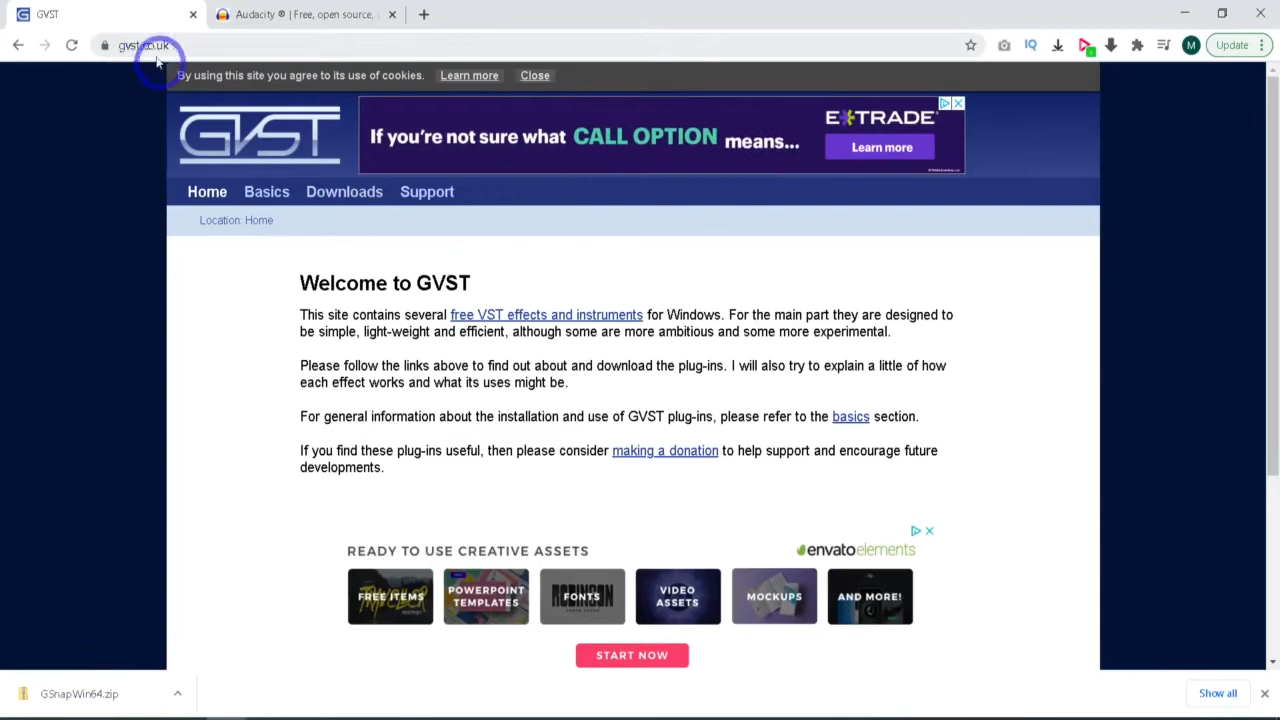 GVST
Audacity ® | Free, open source,
gvst.co.uk
M
Update
By using this site you agree to its use of cookies. Learn more Close
GVST
If you're not sure what CALL OPTION means...
E*TRADE
Learn more
Home Basics Downloads Support
Location: Home
Welcome to GVST
This site contains several free VST effects and instruments for Windows. For the main part they are designed to
be simple, light-weight and efficient, although some are more ambitious and some more experimental.
Please follow the links above to find out about and download the plug-ins. I will also try to explain a little of how
each effect works and what its uses might be.
For general information about the installation and use of GVST plug-ins, please refer to the basics section.
If you find these plug-ins useful, then please consider making a donation to help support and encourage future
developments.
READY TO USE CREATIVE ASSETS
envatoelements
FREE ITEMS
POWERPOINT
TEMPLATES
FONTS
VIDEO
ASSETS
MOCKUPS
AND MORE!
START NOW
GSnapWin64.zip
Show all